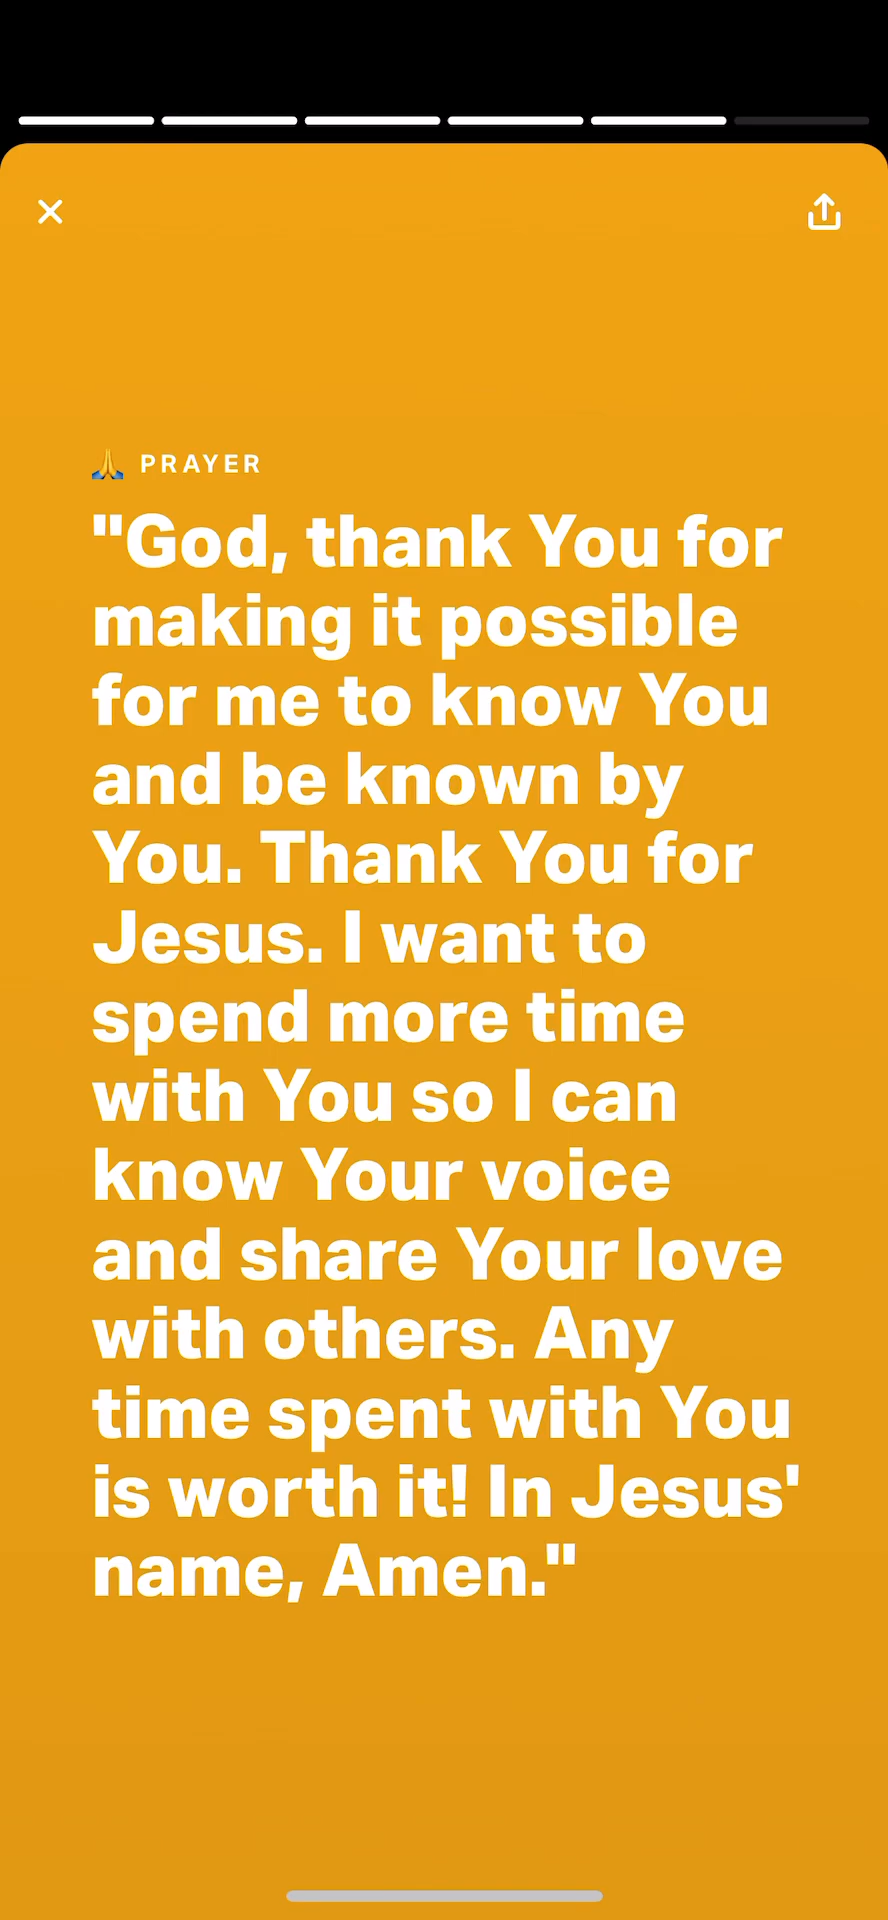 🙏 PRAYER
"God, thank You for
making it possible
for me to know You
and be known by
You. Thank You for
Jesus. I want to
spend more time
with You so I can
know Your voice
and share Your love
with others. Any
time spent with You
is worth it! In Jesus'
name, Amen."